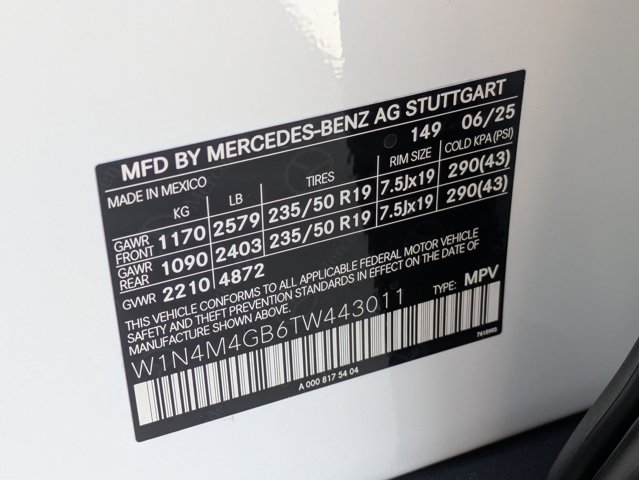 MFD BY MERCEDES-BENZ AG STUTTGART
MADE IN MEXICO 149 06/25
KG LB TIRES RIM SIZE COLD KPA(PSI)
GAWR FRONT 1170 2579 235/50 R19 7.5Jx19 290(43)
GAWR REAR 1090 2403 235/50 R19 7.5Jx19 290(43)
GVWR 2210 4872
THIS VEHICLE CONFORMS TO ALL APPLICABLE FEDERAL MOTOR VEHICLE
SAFETY AND THEFT PREVENTION STANDARDS IN EFFECT ON THE DATE OF
MANUFACTURE SHOWN ABOVE. TYPE: MPV
W1N4M4GB6TW443011
A 000 817 54 04 7615903